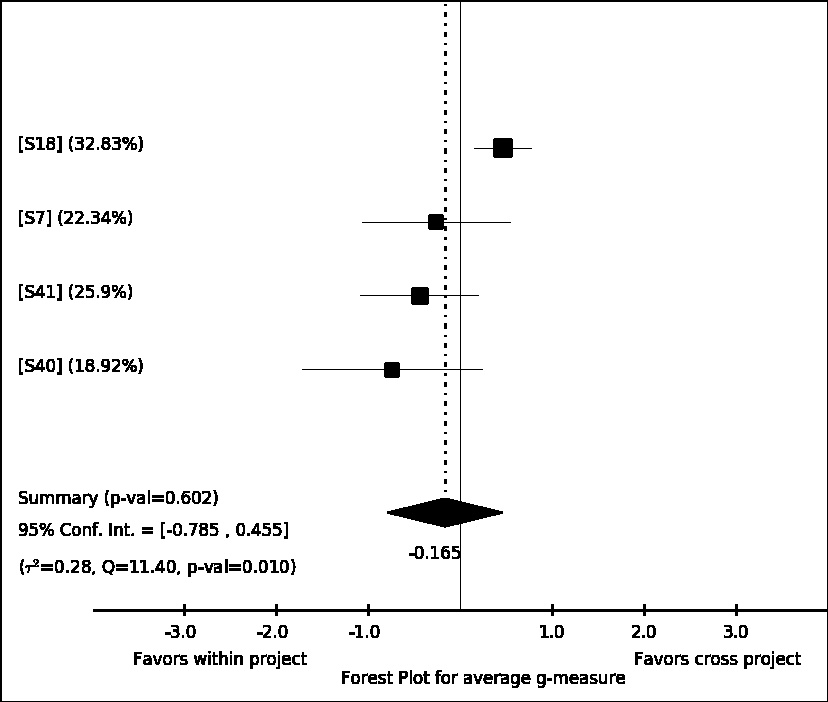 [S18] (32.83%)
[S7] (22.34%)
[S41] (25.9%)
[S40] (18.92%)
Summary (p-val=0.602)
95% Conf. Int. = [-0.785 , 0.455]
-0.165
(τ²=0.28, Q=11.40, p-val=0.010)
-3.0 -2.0 -1.0 1.0 2.0 3.0
Favors within project Favors cross project
Forest Plot for average g-measure